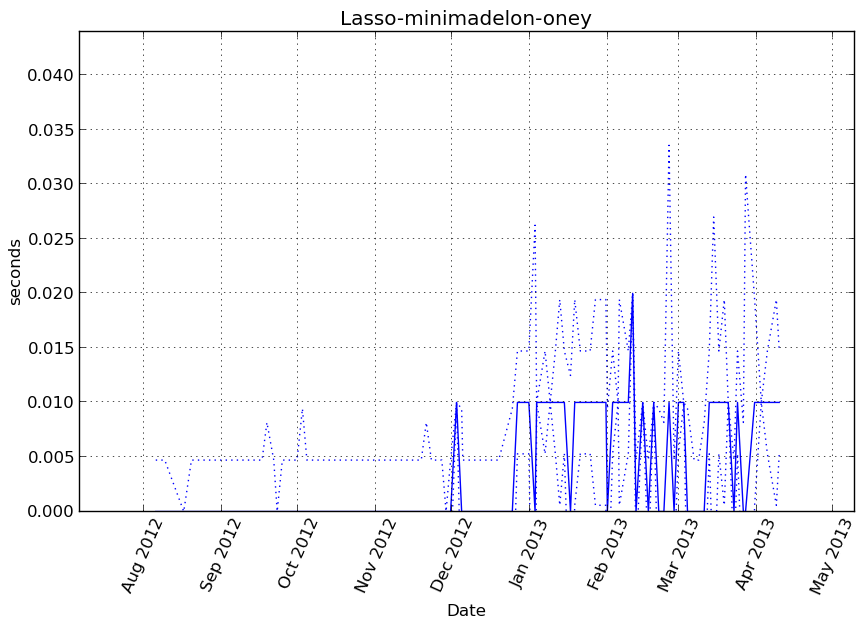 Lasso-minimadelon-oney
0.040
0.035
0.030
0.025
0.020
0.015
0.010
0.005
0.000
seconds
Aug 2012
Sep 2012
Oct 2012
Nov 2012
Dec 2012
Jan 2013
Feb 2013
Mar 2013
Apr 2013
May 2013
Date